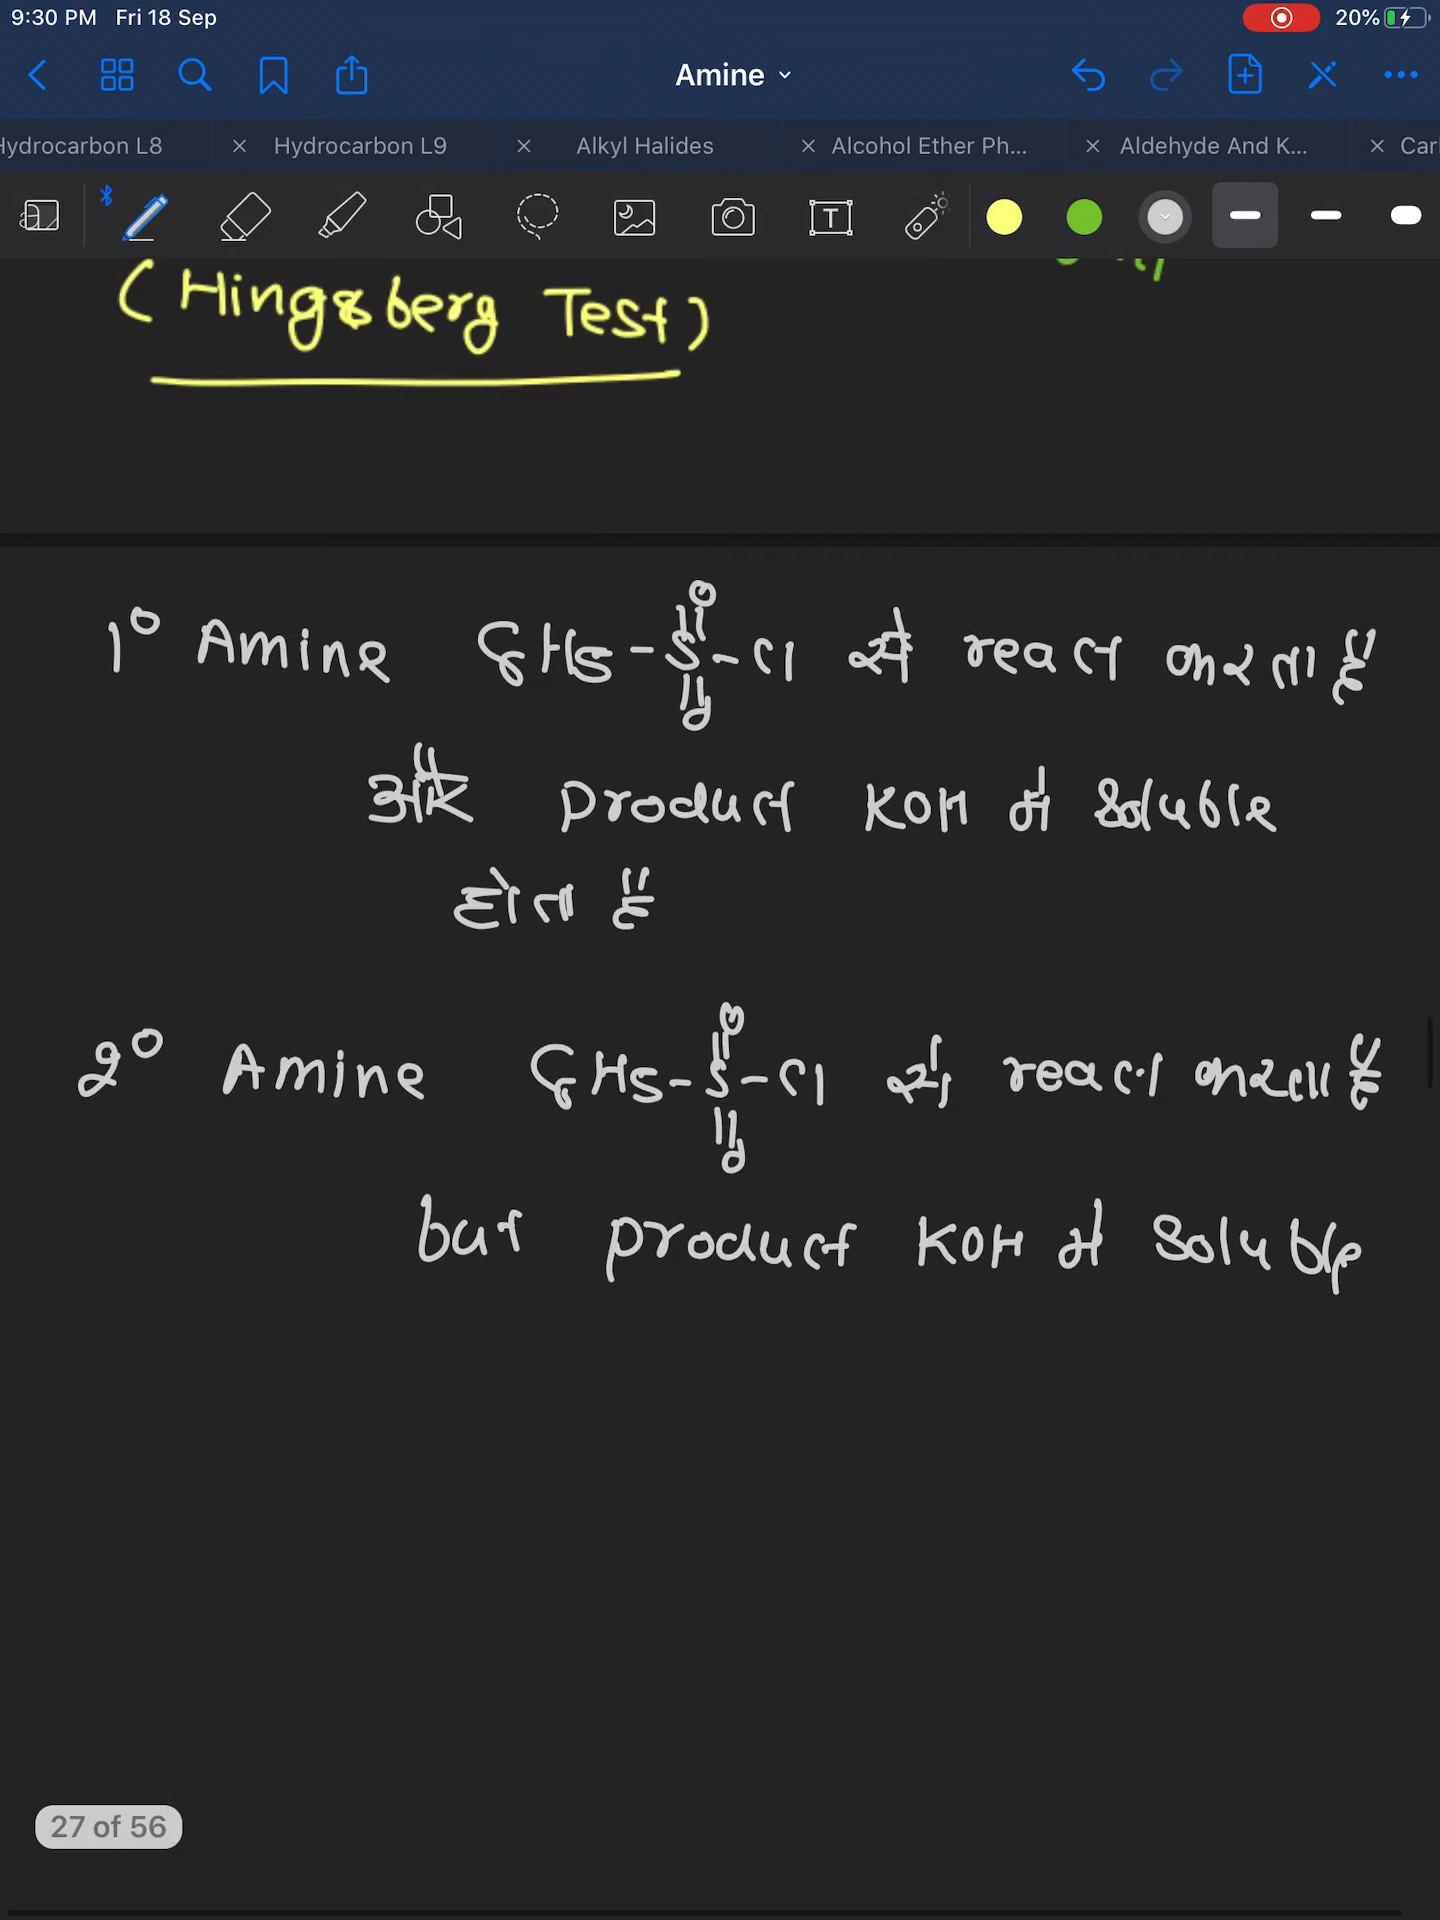 9:30 PM Fri 18 Sep 20%
Amine
Hydrocarbon L8 × Hydrocarbon L9 × Alkyl Halides × Alcohol Ether Ph... × Aldehyde And K... × Car
T
(Hingsberg Test)
1° Amine C6H5-S-Cl से react करता है
O
O
और product KOH में soluble
होता है
2° Amine C6H5-S-Cl से react करता है
O
O
but product KOH में soluble
27 of 56